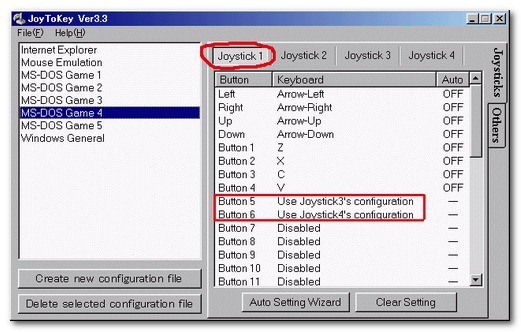 JoyToKey Ver3.3
File(F) Help(H)
Internet Explorer
Mouse Emulation
MS-DOS Game 1
MS-DOS Game 2
MS-DOS Game 3
MS-DOS Game 4
MS-DOS Game 5
Windows General
Create new configuration file
Delete selected configuration file
Joystick 1 Joystick 2 Joystick 3 Joystick 4
Button Keyboard Auto
Left Arrow-Left OFF
Right Arrow-Right OFF
Up Arrow-Up OFF
Down Arrow-Down OFF
Button 1 Z OFF
Button 2 X OFF
Button 3 C OFF
Button 4 V OFF
Button 5 Use Joystick3's configuration —
Button 6 Use Joystick4's configuration —
Button 7 Disabled —
Button 8 Disabled —
Button 9 Disabled —
Button 10 Disabled —
Button 11 Disabled —
Auto Setting Wizard Clear Setting
Joysticks
Others